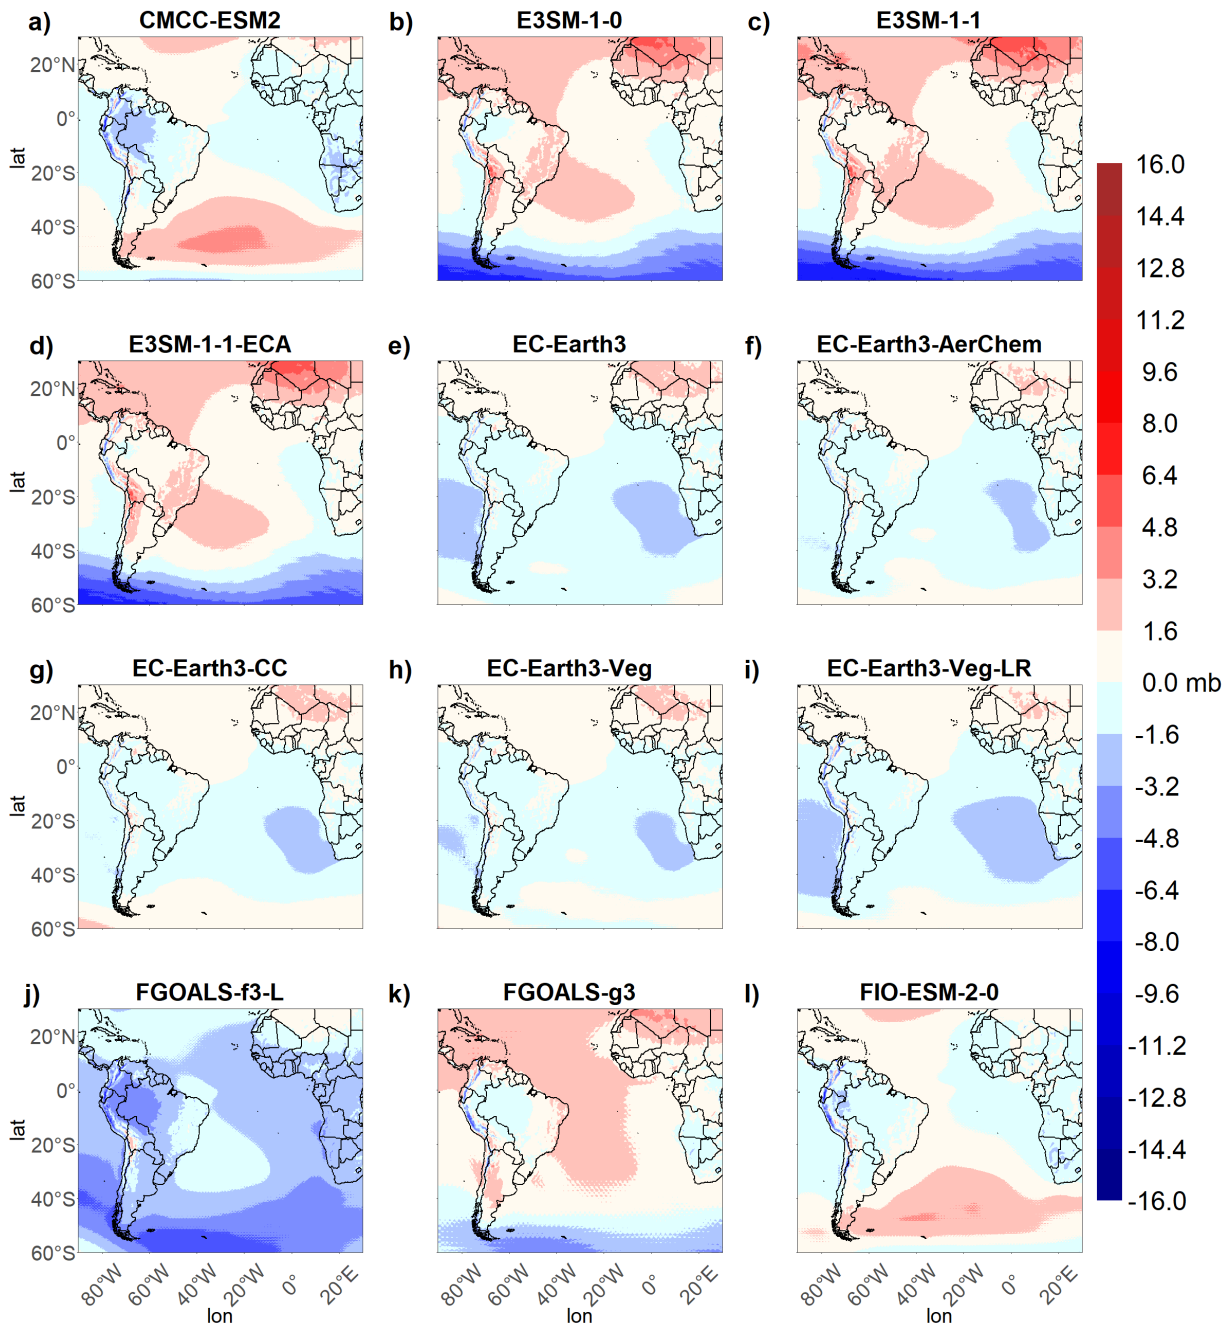 a) CMCC-ESM2
b) E3SM-1-0
c) E3SM-1-1
20°N
0°
20°S
40°S
60°S
lat
d) E3SM-1-1-ECA
e) EC-Earth3
f) EC-Earth3-AerChem
20°N
0°
20°S
40°S
60°S
lat
g) EC-Earth3-CC
h) EC-Earth3-Veg
i) EC-Earth3-Veg-LR
20°N
0°
20°S
40°S
60°S
lat
j) FGOALS-f3-L
k) FGOALS-g3
l) FIO-ESM-2-0
20°N
0°
20°S
40°S
60°S
lat
80°W 60°W 40°W 20°W 0° 20°E
80°W 60°W 40°W 20°W 0° 20°E
80°W 60°W 40°W 20°W 0° 20°E
lon
lon
lon
16.0
14.4
12.8
11.2
9.6
8.0
6.4
4.8
3.2
1.6
0.0 mb
-1.6
-3.2
-4.8
-6.4
-8.0
-9.6
-11.2
-12.8
-14.4
-16.0